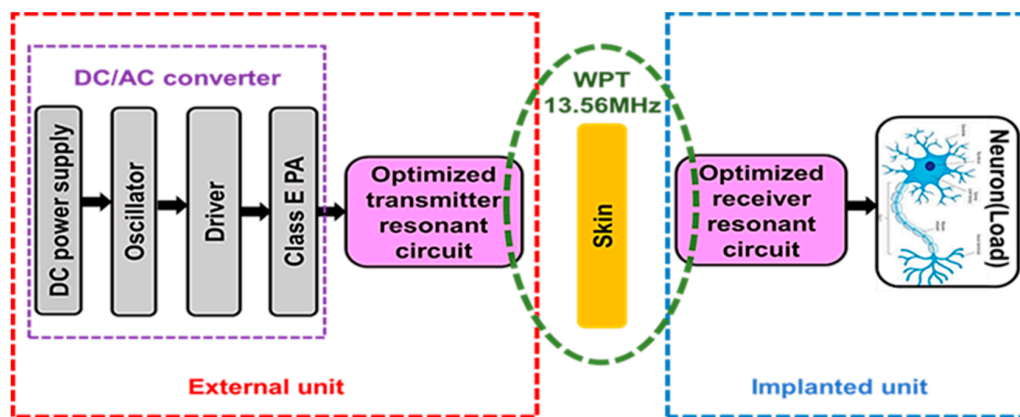 DC/AC converter
DC power supply
Oscillator
Driver
Class E PA
Optimized
transmitter
resonant
circuit
WPT
13.56MHz
Skin
Optimized
receiver
resonant
circuit
Neuron(Load)
External unit
Implanted unit